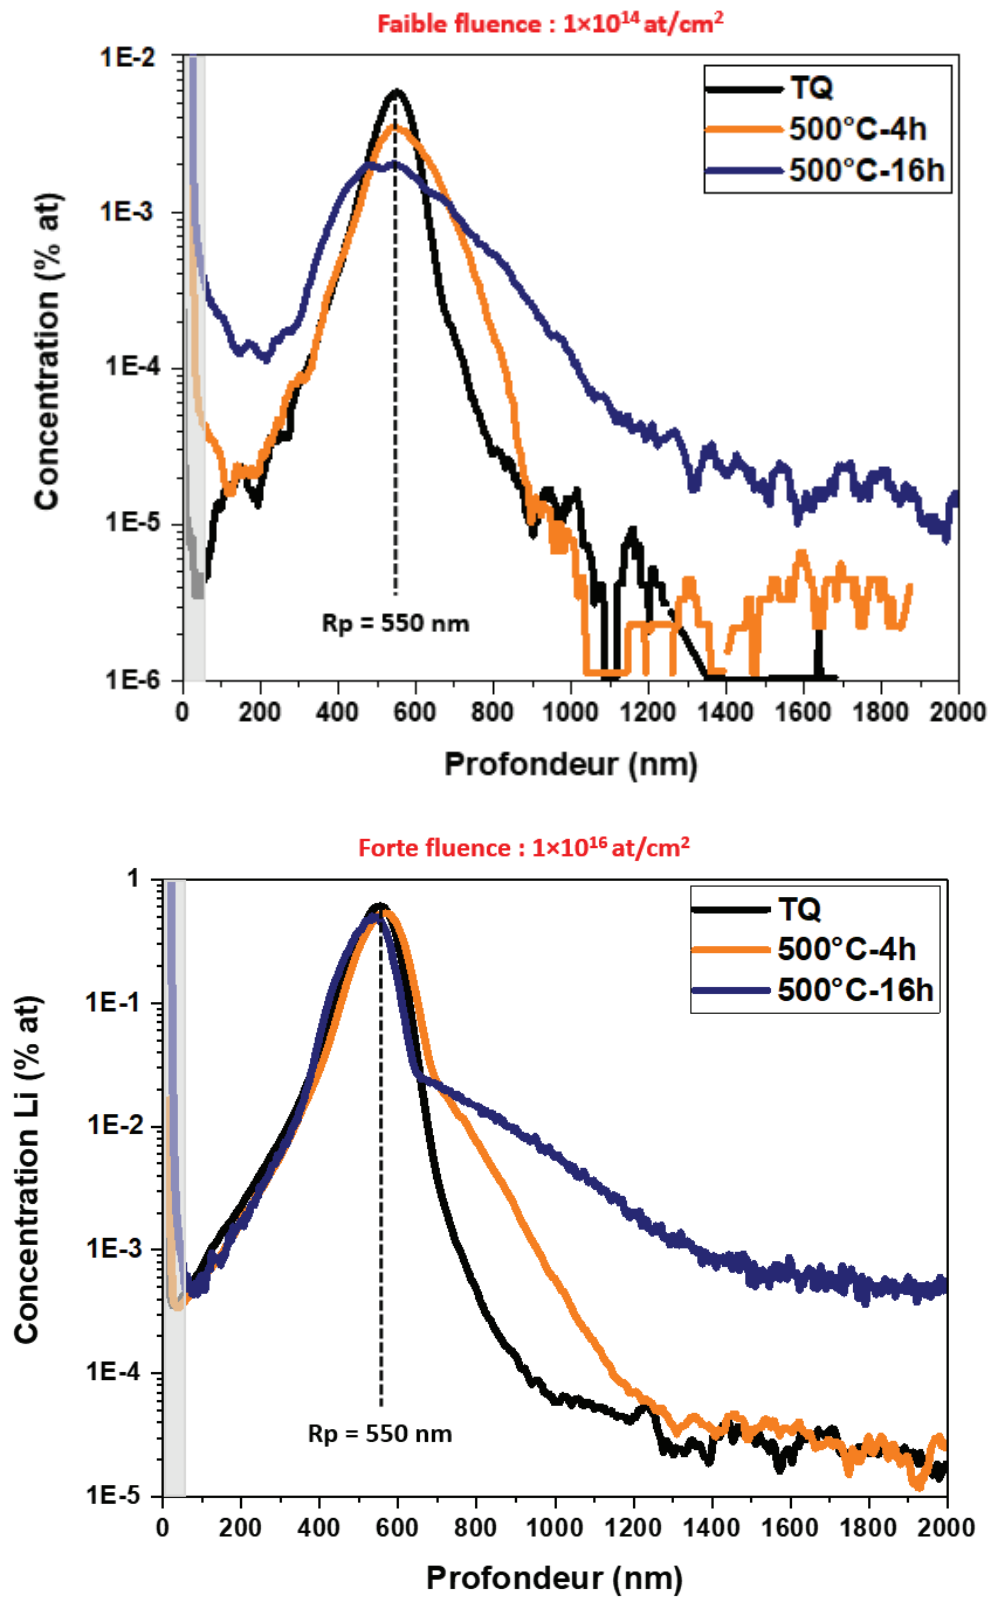 Faible fluence : 1×10¹⁴ at/cm²
1E-2
1E-3
1E-4
1E-5
1E-6
Concentration (% at)
TQ
500°C-4h
500°C-16h
Rp = 550 nm
0 200 400 600 800 1000 1200 1400 1600 1800 2000
Profondeur (nm)
Forte fluence : 1×10¹⁶ at/cm²
1
1E-1
1E-2
1E-3
1E-4
1E-5
Concentration Li (% at)
TQ
500°C-4h
500°C-16h
Rp = 550 nm
0 200 400 600 800 1000 1200 1400 1600 1800 2000
Profondeur (nm)